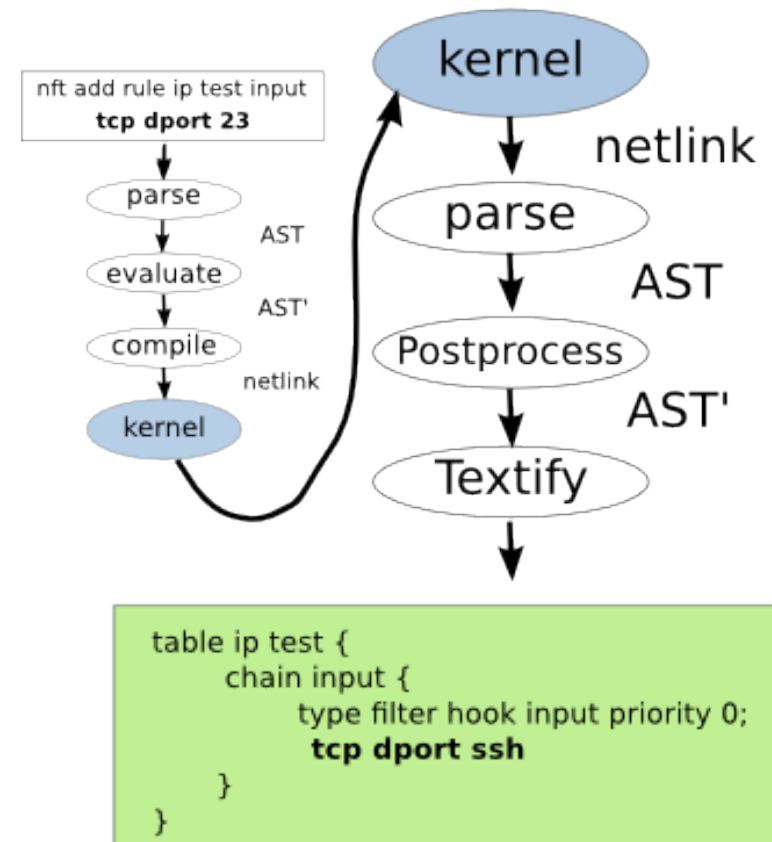 nft add rule ip test input
tcp dport 23
parse
AST
evaluate
AST'
compile
netlink
kernel
kernel
netlink
parse
AST
Postprocess
AST'
Textify
table ip test {
chain input {
type filter hook input priority 0;
tcp dport ssh
}
}